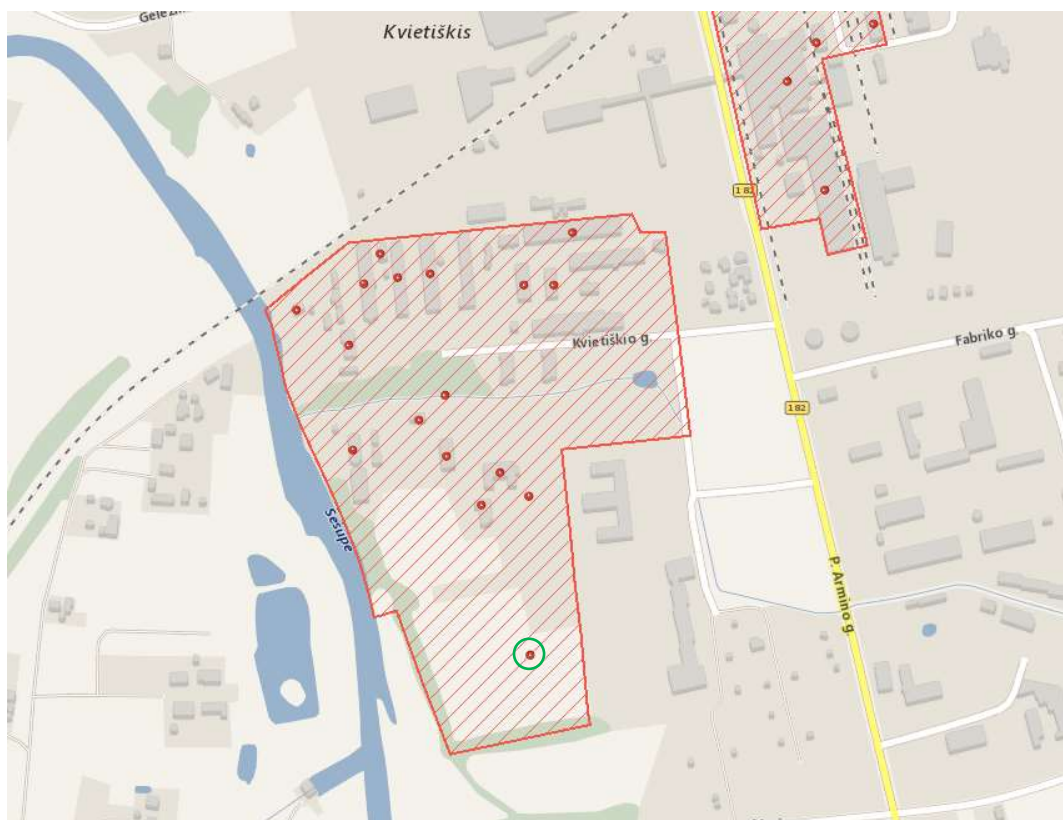 Kvietiškis
182
Kvietiškio g.
Fabriko g.
182
Šešupė
P. Armino g.